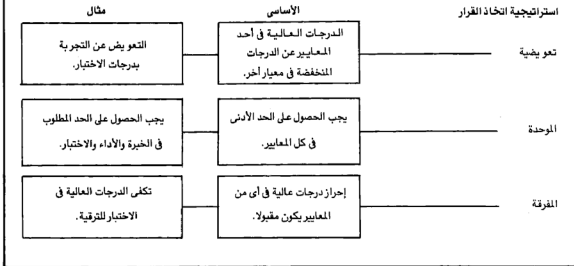 استراتيجية اتخاذ القرار
الأساسى
مثال
تعويضية
الدرجات العالية فى أحد
المعايير عن الدرجات
المنخفضة فى معيار أخر.
التعويض عن التجربة
بدرجات الاختبار.
الموحدة
يجب الحصول على الحد الأدنى
فى كل المعايير.
يجب الحصول على الحد المطلوب
فى الخبرة والأداء والاختبار.
المفرقة
إحراز درجات عالية فى أى من
المعايير يكون مقبولا.
تكفى الدرجات العالية فى
الاختبار للترقية.